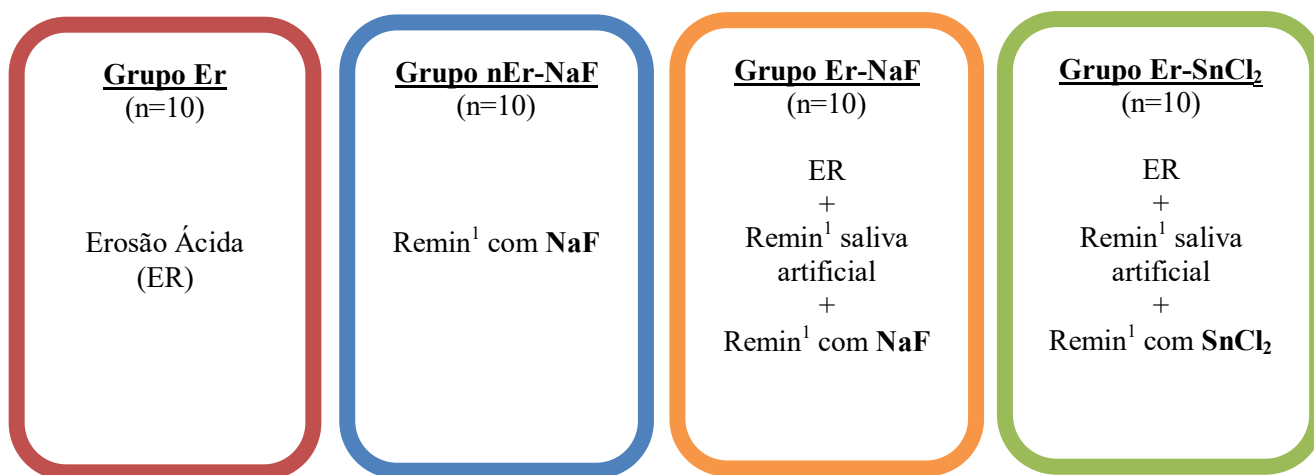 Grupo Er
(n=10)
Erosão Ácida
(ER)
Grupo nEr-NaF
(n=10)
Remin¹ com NaF
Grupo Er-NaF
(n=10)
ER
+
Remin¹ saliva
artificial
+
Remin¹ com NaF
Grupo Er-SnCl₂
(n=10)
ER
+
Remin¹ saliva
artificial
+
Remin¹ com SnCl₂